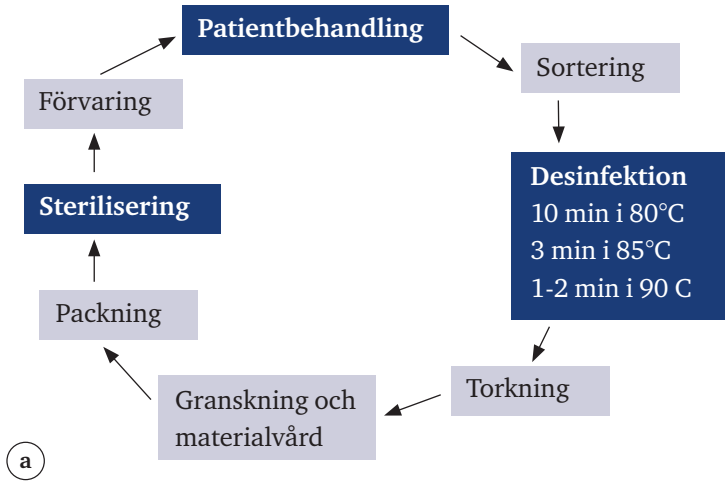 Patientbehandling
Sortering
Desinfektion
10 min i 80°C
3 min i 85°C
1-2 min i 90 C
Torkning
Granskning och
materialvård
Packning
Sterilisering
Förvaring
a